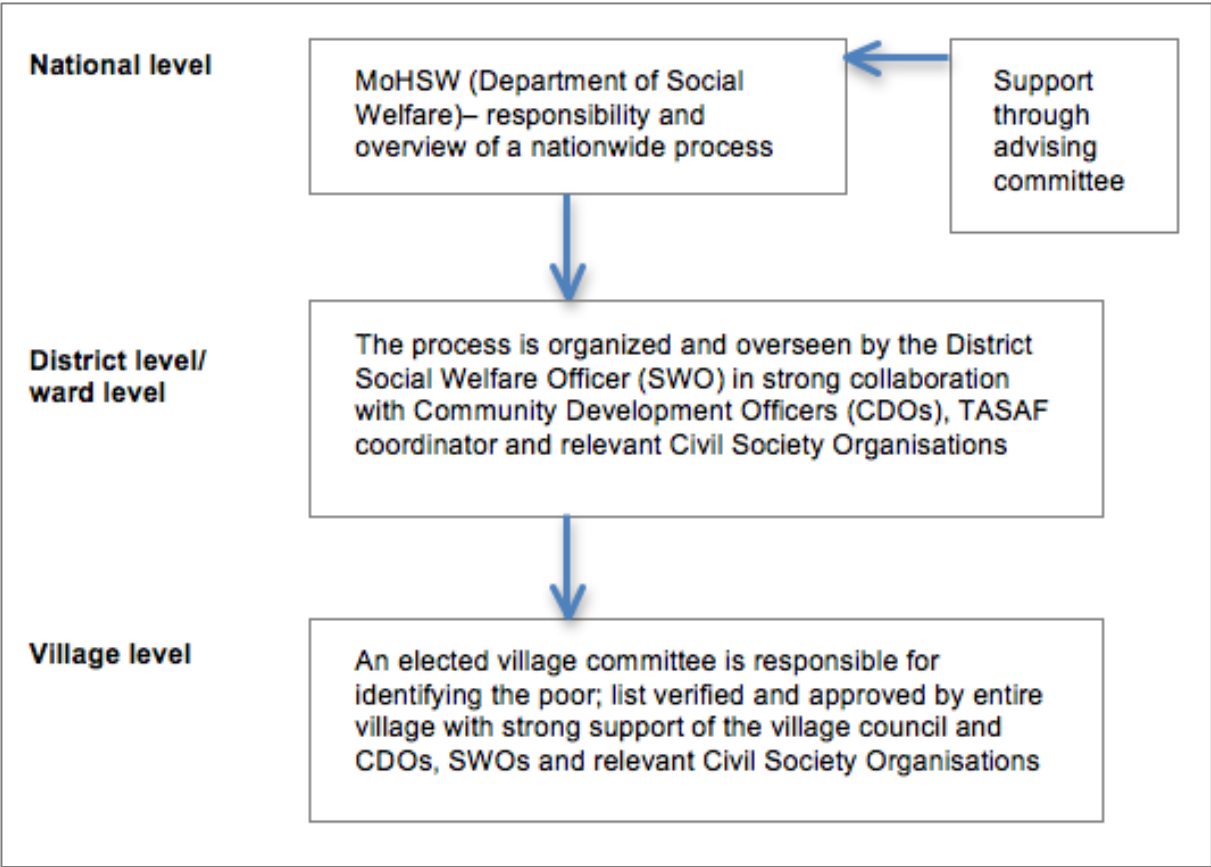 National level
MoHSW (Department of Social
Welfare)– responsibility and
overview of a nationwide process
Support
through
advising
committee
District level/
ward level
The process is organized and overseen by the District
Social Welfare Officer (SWO) in strong collaboration
with Community Development Officers (CDOs), TASAF
coordinator and relevant Civil Society Organisations
Village level
An elected village committee is responsible for
identifying the poor; list verified and approved by entire
village with strong support of the village council and
CDOs, SWOs and relevant Civil Society Organisations